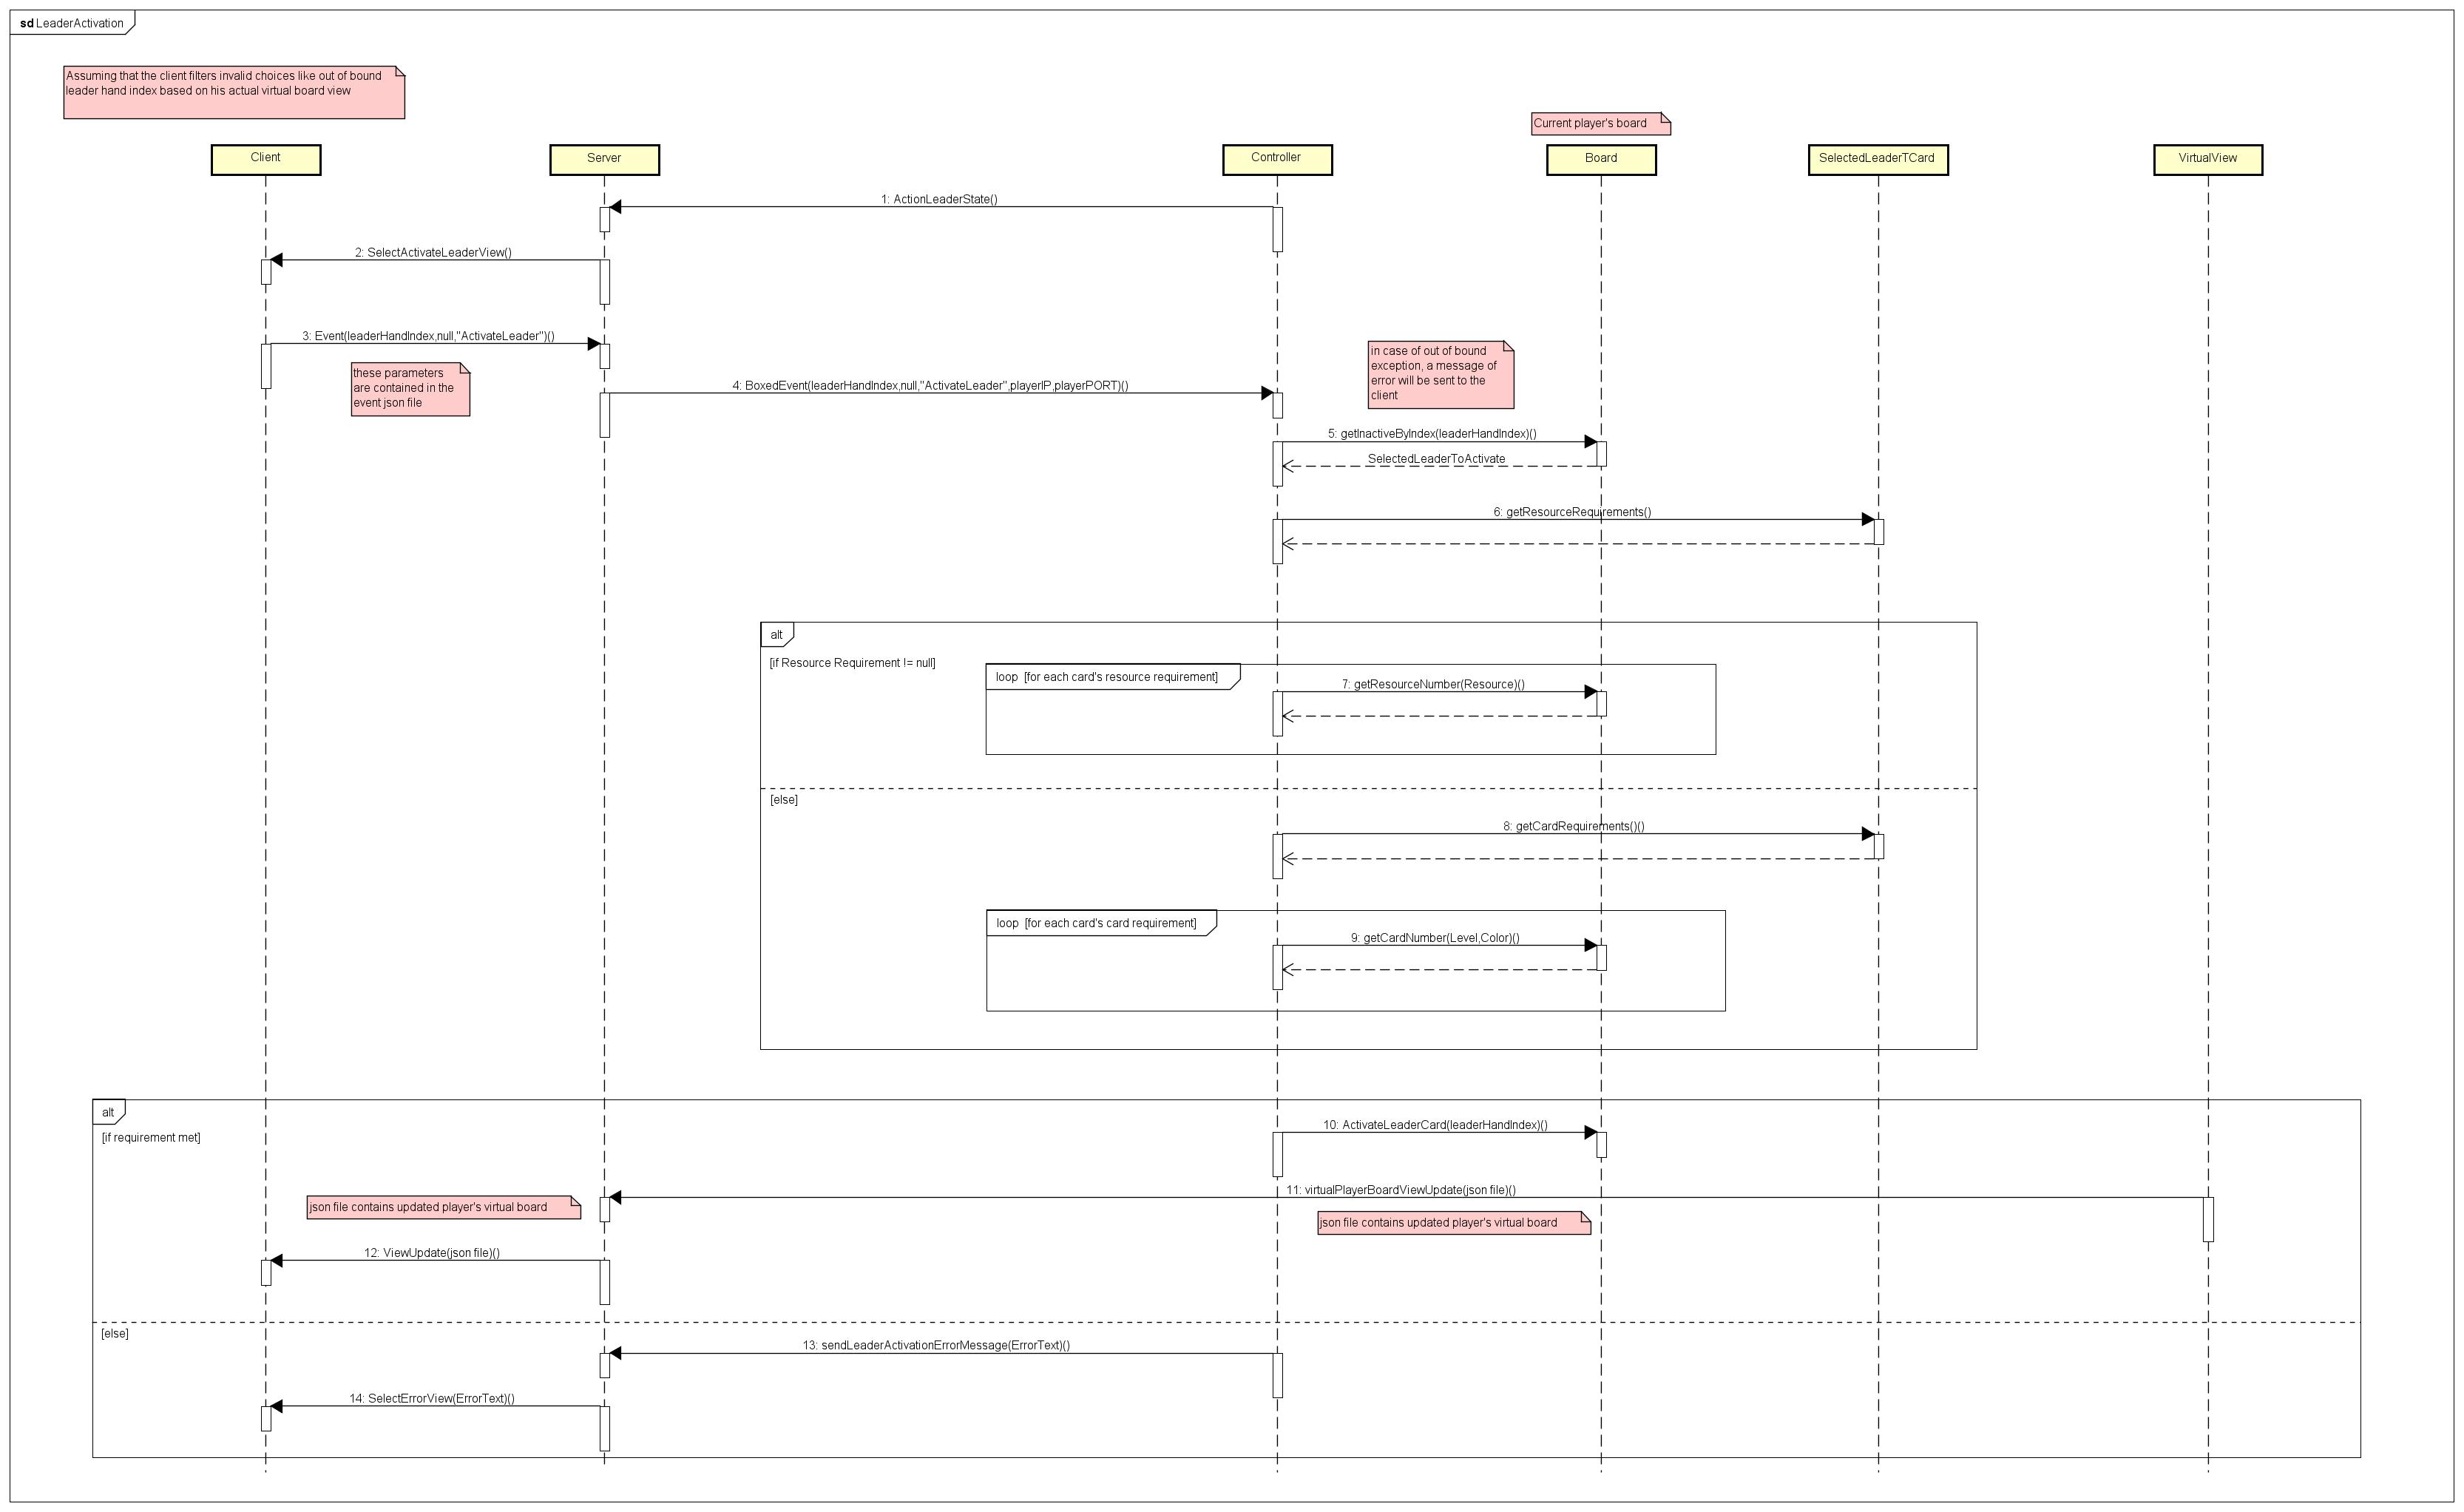 sd LeaderActivation
Assuming that the client filters invalid choices like out of bound
leader hand index based on his actual virtual board view
Current player's board
Client
Server
Controller
Board
SelectedLeaderTCard
VirtualView
1: ActionLeaderState()
2: SelectActivateLeaderView()
3: Event(leaderHandIndex,null,"ActivateLeader")()
these parameters
are contained in the
event json file
4: BoxedEvent(leaderHandIndex,null,"ActivateLeader",playerIP,playerPORT)()
in case of out of bound
exception, a message of
error will be sent to the
client
5: getInactiveByIndex(leaderHandIndex)()
SelectedLeaderToActivate
6: getResourceRequirements()
alt
[if Resource Requirement != null]
loop [for each card's resource requirement]
7: getResourceNumber(Resource)()
[else]
8: getCardRequirements()()
loop [for each card's card requirement]
9: getCardNumber(Level,Color)()
alt
[if requirement met]
10: ActivateLeaderCard(leaderHandIndex)()
11: virtualPlayerBoardViewUpdate(json file)()
json file contains updated player's virtual board
json file contains updated player's virtual board
12: ViewUpdate(json file)()
[else]
13: sendLeaderActivationErrorMessage(ErrorText)()
14: SelectErrorView(ErrorText)()